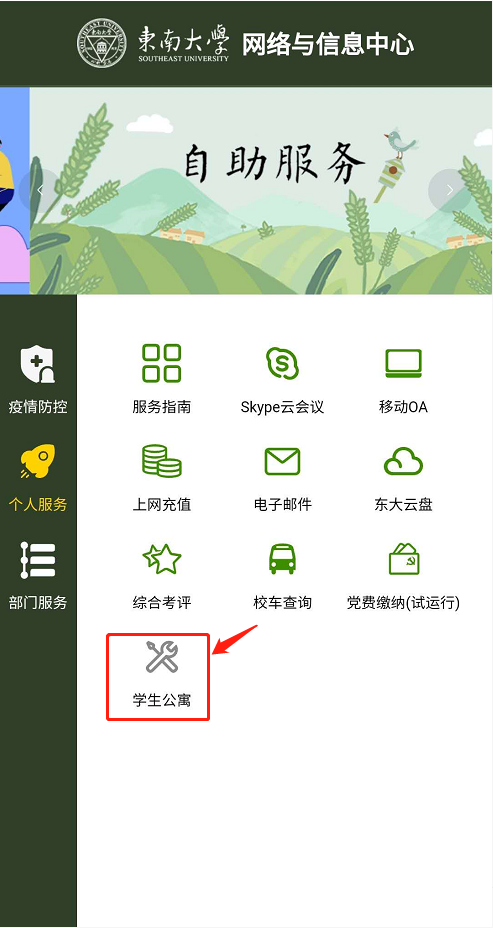 東南大學 网络与信息中心
SOUTHEAST UNIVERSITY
自助服务
疫情防控
服务指南
Skype云会议
移动OA
个人服务
上网充值
电子邮件
东大云盘
部门服务
综合考评
校车查询
党费缴纳(试运行)
学生公寓